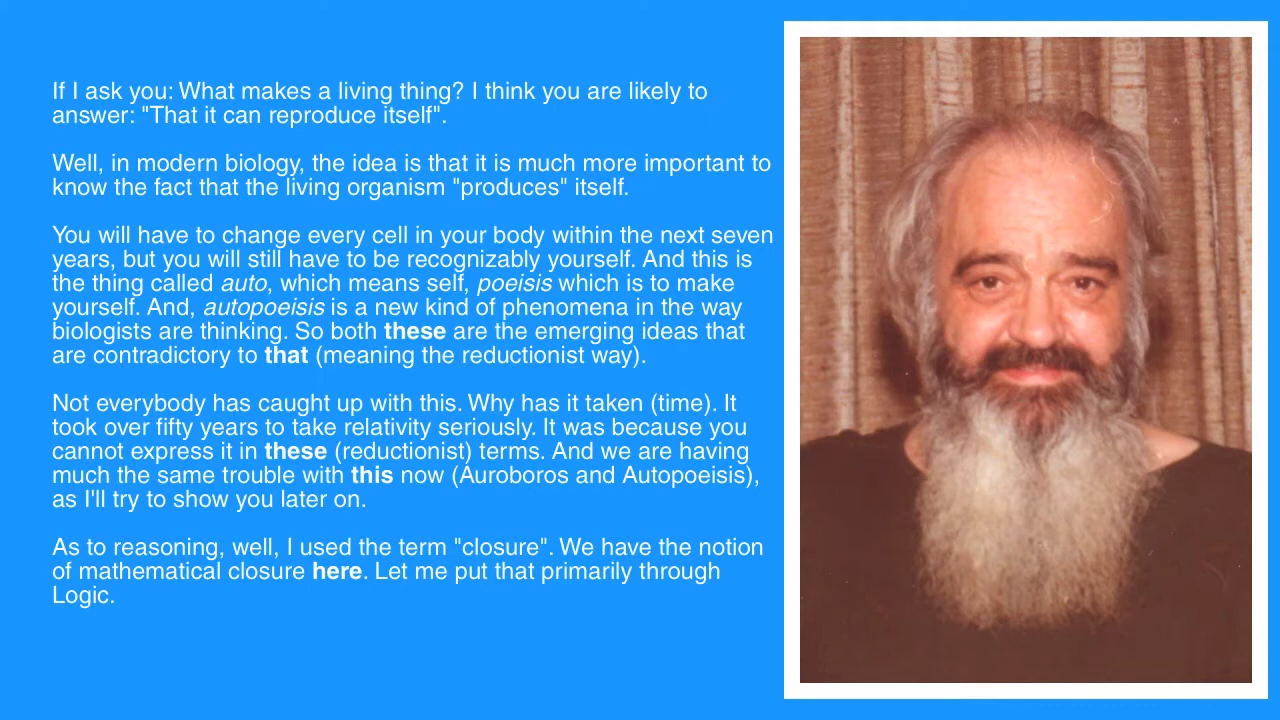 If I ask you: What makes a living thing? I think you are likely to
answer: "That it can reproduce itself".
Well, in modern biology, the idea is that it is much more important to
know the fact that the living organism "produces" itself.
You will have to change every cell in your body within the next seven
years, but you will still have to be recognizably yourself. And this is
the thing called auto, which means self, poeisis which is to make
yourself. And, autopoeisis is a new kind of phenomena in the way
biologists are thinking. So both these are the emerging ideas that
are contradictory to that (meaning the reductionist way).
Not everybody has caught up with this. Why has it taken (time). It
took over fifty years to take relativity seriously. It was because you
cannot express it in these (reductionist) terms. And we are having
much the same trouble with this now (Auroboros and Autopoeisis),
as I'll try to show you later on.
As to reasoning, well, I used the term "closure". We have the notion
of mathematical closure here. Let me put that primarily through
Logic.